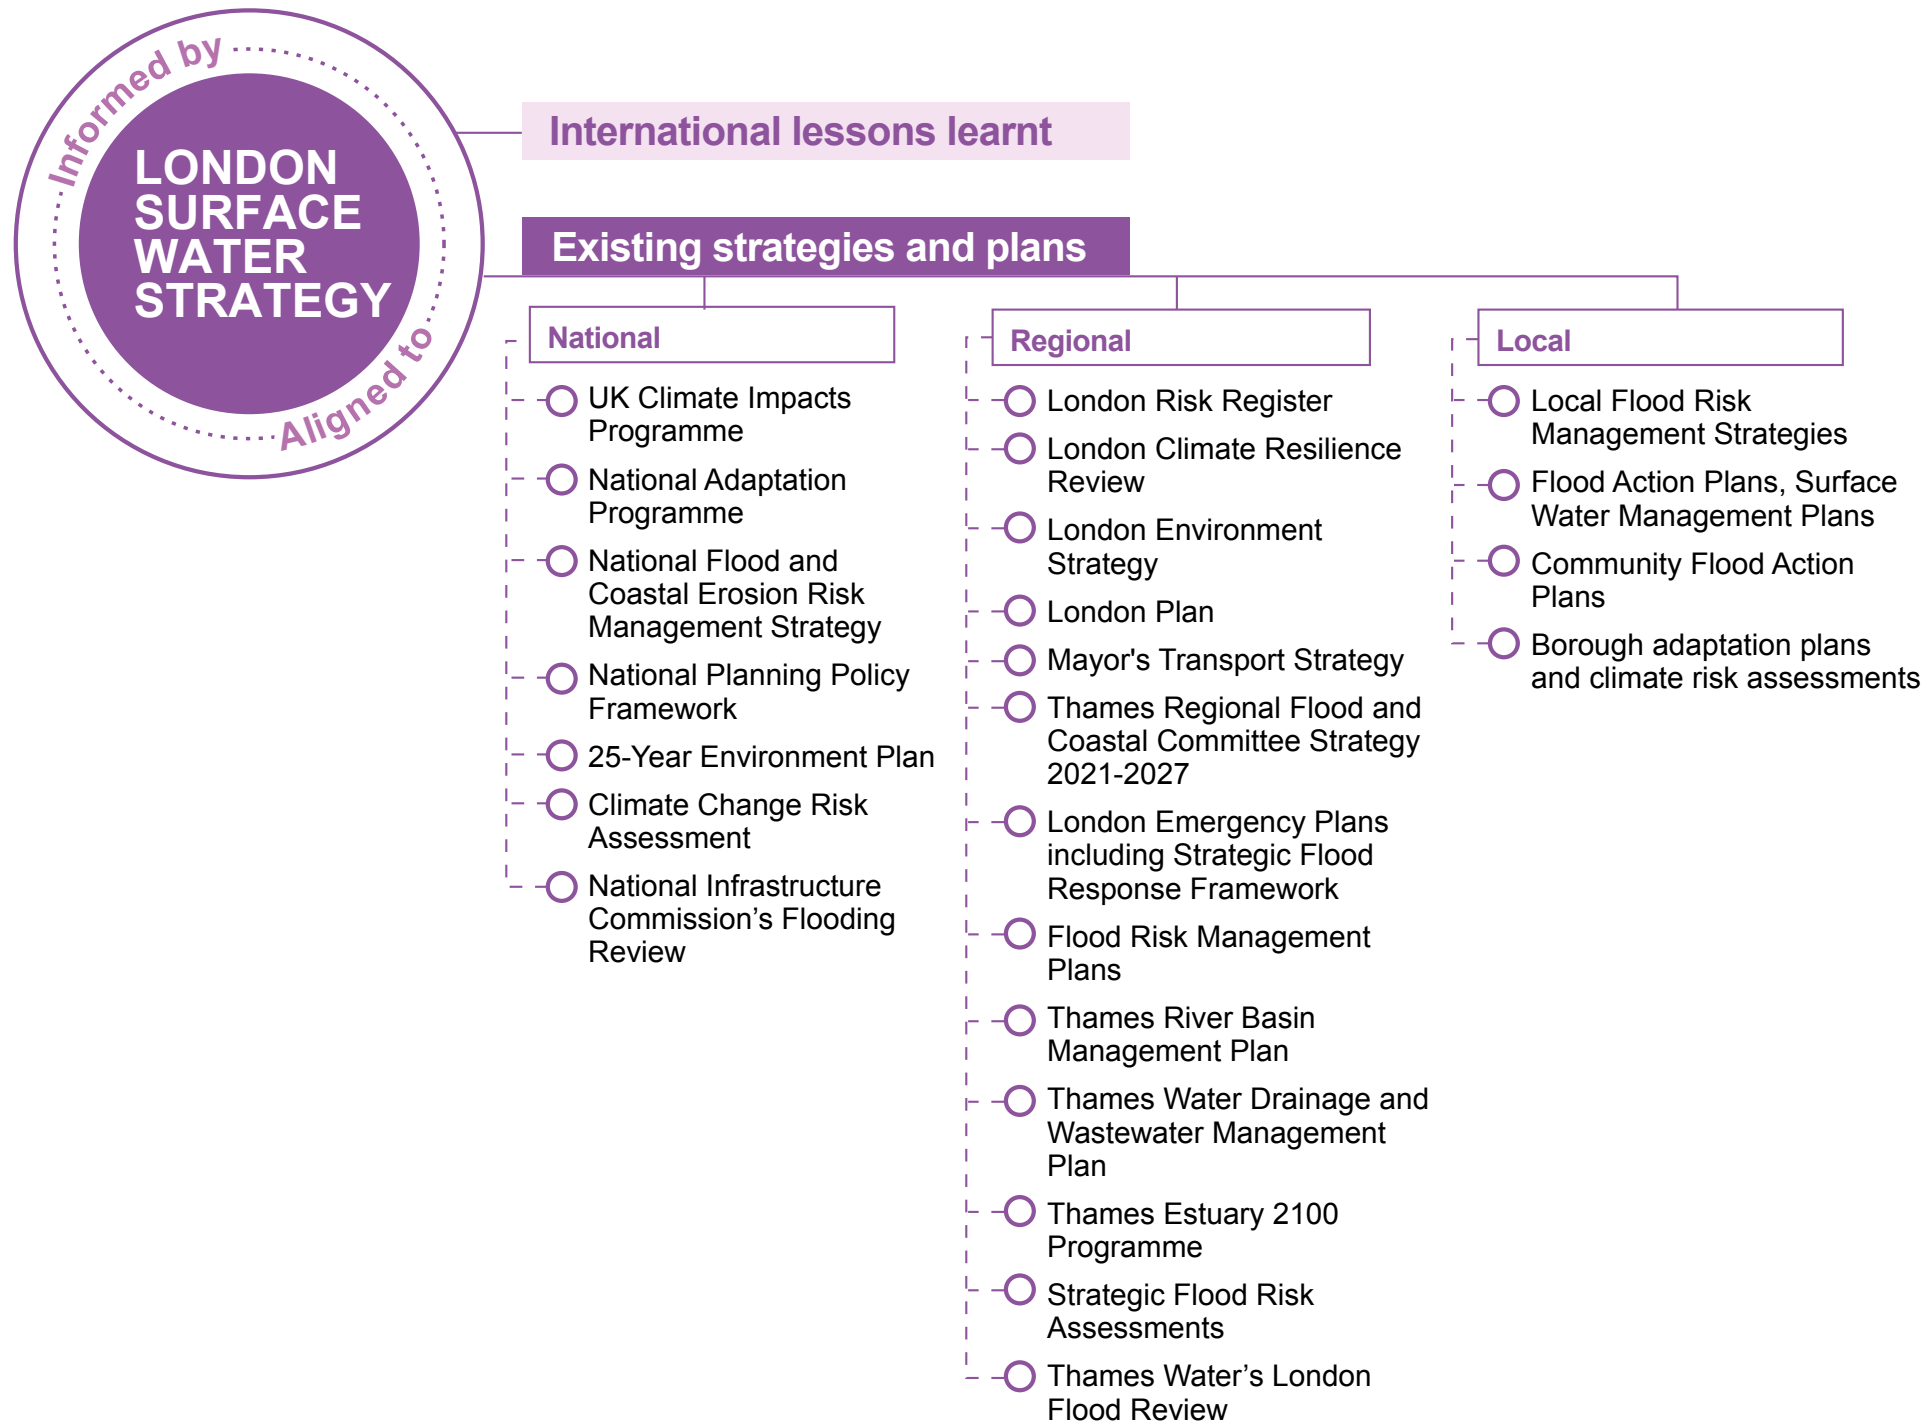 Informed by
LONDON
SURFACE
WATER
STRATEGY
Aligned to
International lessons learnt
Existing strategies and plans
National
UK Climate Impacts
Programme
National Adaptation
Programme
National Flood and
Coastal Erosion Risk
Management Strategy
National Planning Policy
Framework
25-Year Environment Plan
Climate Change Risk
Assessment
National Infrastructure
Commission’s Flooding
Review
Regional
London Risk Register
London Climate Resilience
Review
London Environment
Strategy
London Plan
Mayor's Transport Strategy
Thames Regional Flood and
Coastal Committee Strategy
2021-2027
London Emergency Plans
including Strategic Flood
Response Framework
Flood Risk Management
Plans
Thames River Basin
Management Plan
Thames Water Drainage and
Wastewater Management
Plan
Thames Estuary 2100
Programme
Strategic Flood Risk
Assessments
Thames Water’s London
Flood Review
Local
Local Flood Risk
Management Strategies
Flood Action Plans, Surface
Water Management Plans
Community Flood Action
Plans
Borough adaptation plans
and climate risk assessments